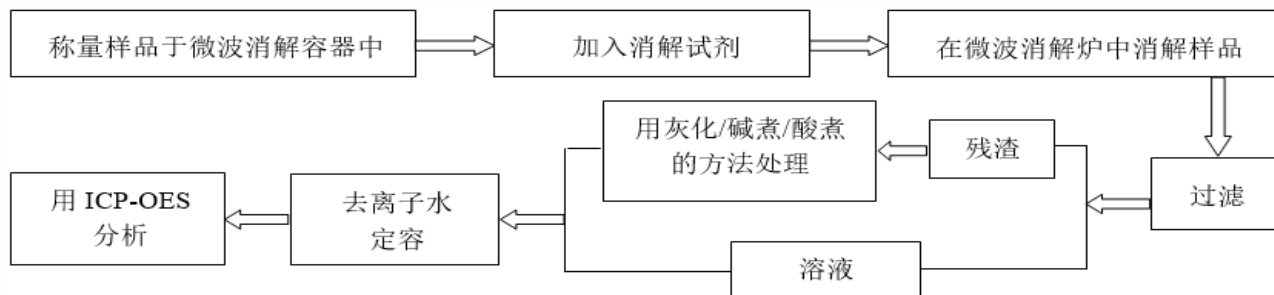 称量样品于微波消解容器中
加入消解试剂
在微波消解炉中消解样品
过滤
残渣
用灰化/碱煮/酸煮
的方法处理
溶液
去离子水
定容
用 ICP-OES
分析